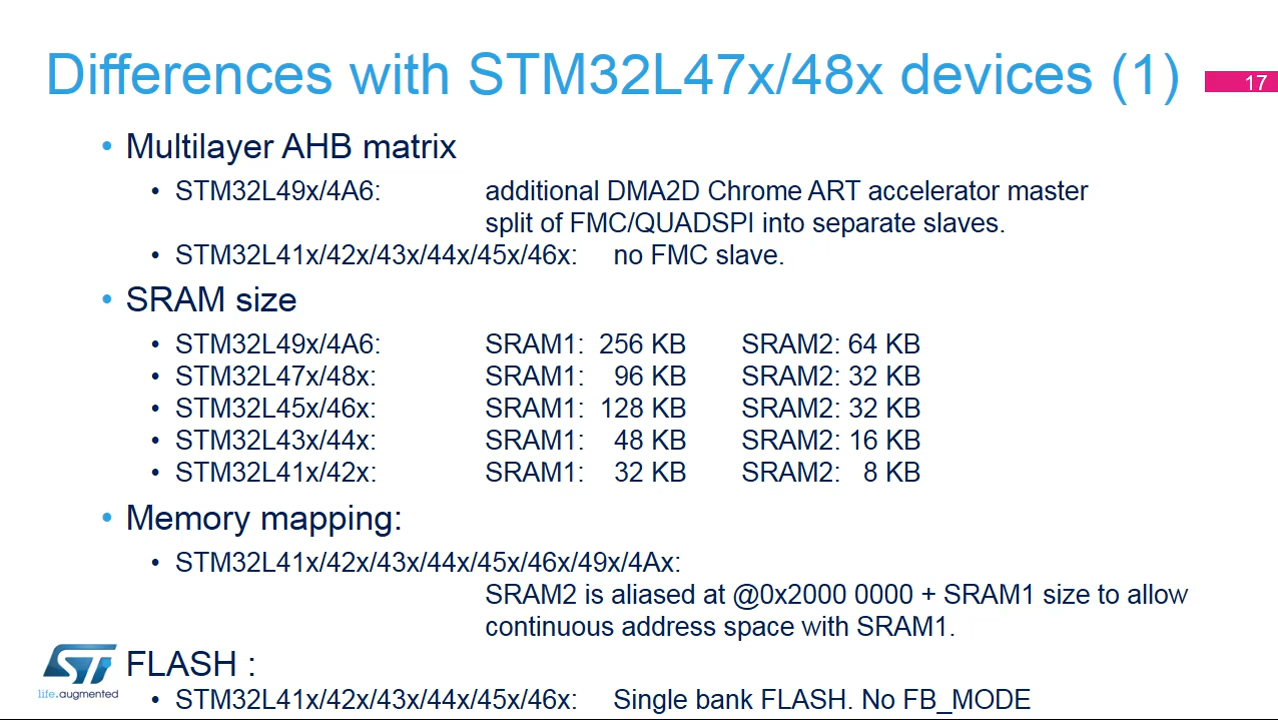 Differences with STM32L47x/48x devices (1)
17
• Multilayer AHB matrix
• STM32L49x/4A6: additional DMA2D Chrome ART accelerator master
split of FMC/QUADSPI into separate slaves.
• STM32L41x/42x/43x/44x/45x/46x: no FMC slave.
• SRAM size
• STM32L49x/4A6: SRAM1: 256 KB SRAM2: 64 KB
• STM32L47x/48x: SRAM1: 96 KB SRAM2: 32 KB
• STM32L45x/46x: SRAM1: 128 KB SRAM2: 32 KB
• STM32L43x/44x: SRAM1: 48 KB SRAM2: 16 KB
• STM32L41x/42x: SRAM1: 32 KB SRAM2: 8 KB
• Memory mapping:
• STM32L41x/42x/43x/44x/45x/46x/49x/4Ax:
SRAM2 is aliased at @0x2000 0000 + SRAM1 size to allow
continuous address space with SRAM1.
FLASH :
• STM32L41x/42x/43x/44x/45x/46x: Single bank FLASH. No FB_MODE
ST
life.augmented